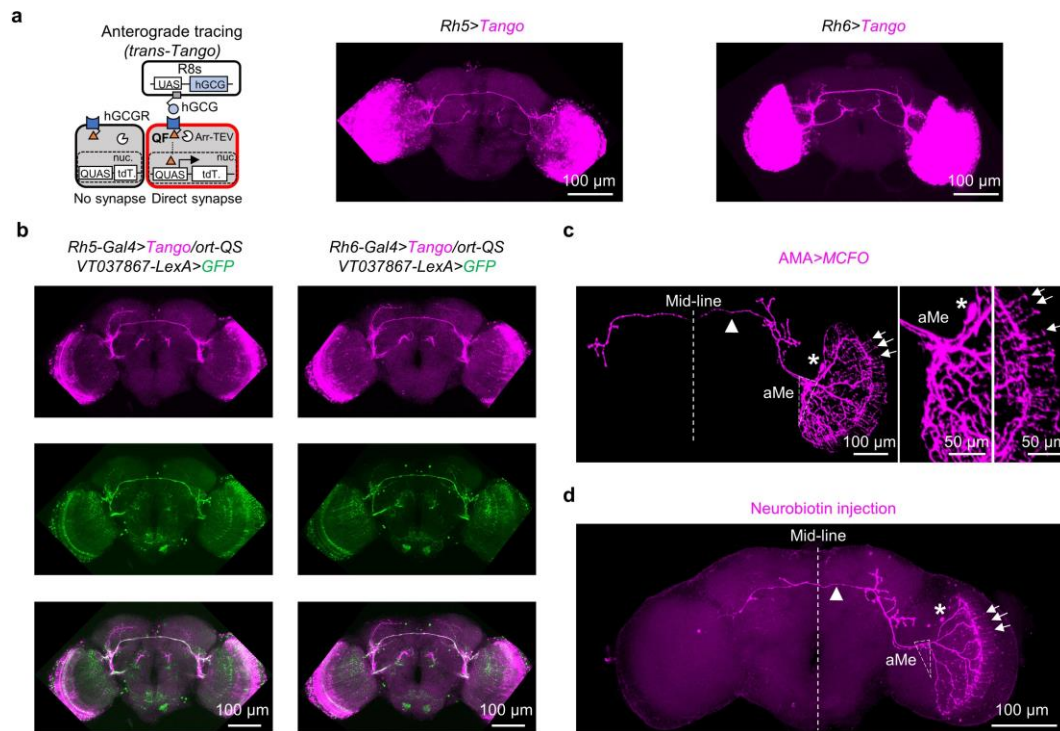 a
Anterograde tracing
(trans-Tango)
R8s
UAS hGCG
hGCG
hGCGR
QF
Arr-TEV
nuc.
nuc.
QUAS tdT.
QUAS tdT.
No synapse
Direct synapse
Rh5>Tango
100 μm
Rh6>Tango
100 μm
b
Rh5-Gal4>Tango/ort-QS
VT037867-LexA>GFP
Rh6-Gal4>Tango/ort-QS
VT037867-LexA>GFP
100 μm
100 μm
c
AMA>MCFO
Mid-line
*
aMe
100 μm
aMe
*
50 μm
50 μm
d
Neurobiotin injection
Mid-line
*
aMe
100 μm